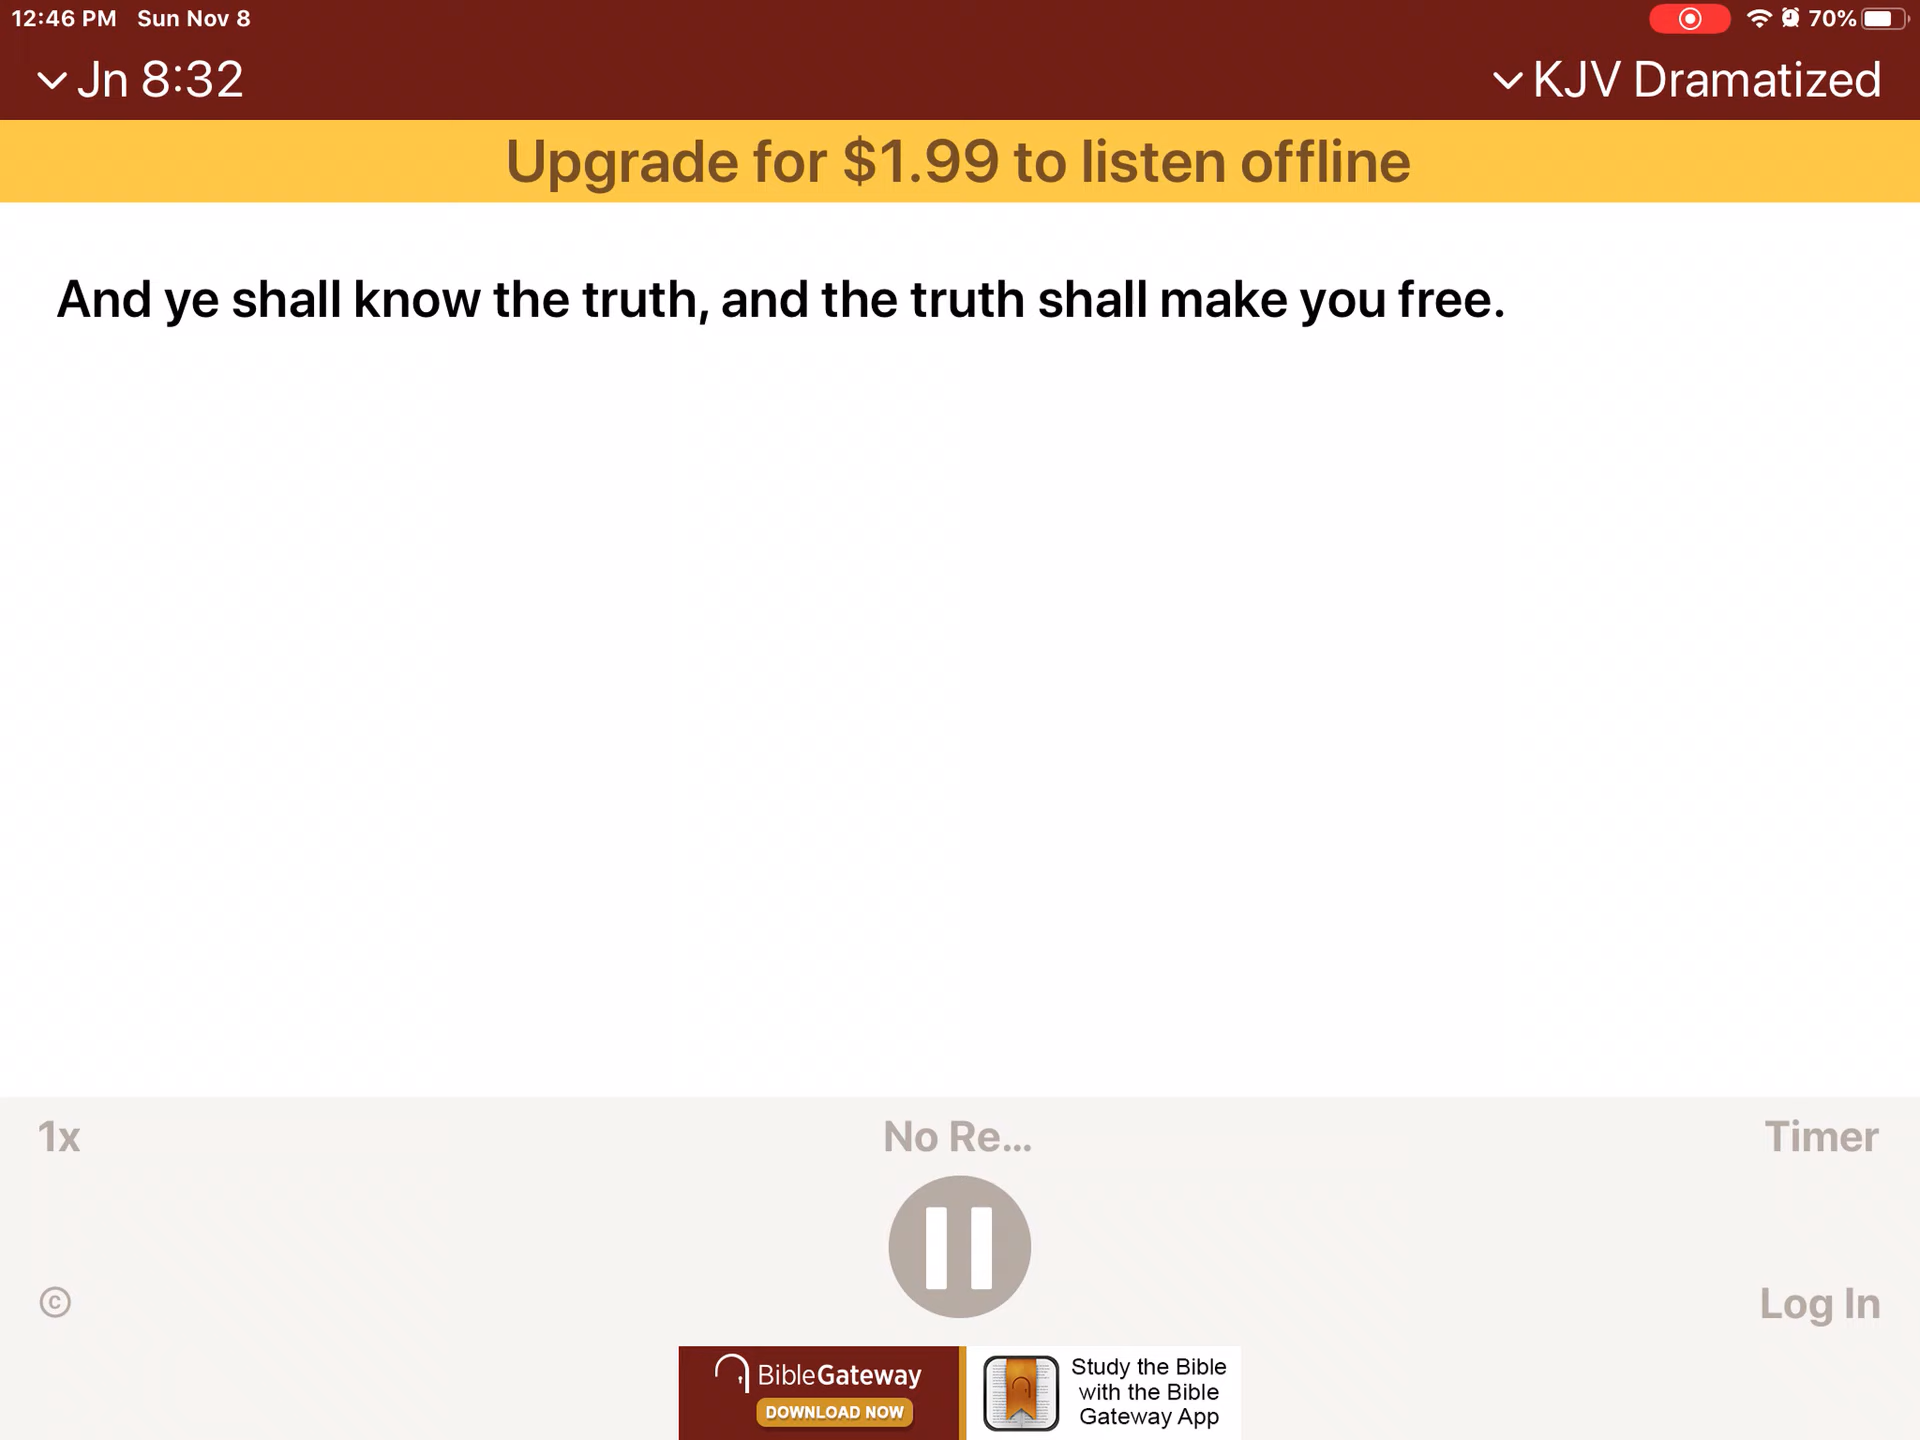 12:46 PM Sun Nov 8 70%
Jn 8:32 KJV Dramatized
Upgrade for $1.99 to listen offline
And ye shall know the truth, and the truth shall make you free.
1x No Re... Timer
© Log In
BibleGateway
DOWNLOAD NOW
Study the Bible
with the Bible
Gateway App